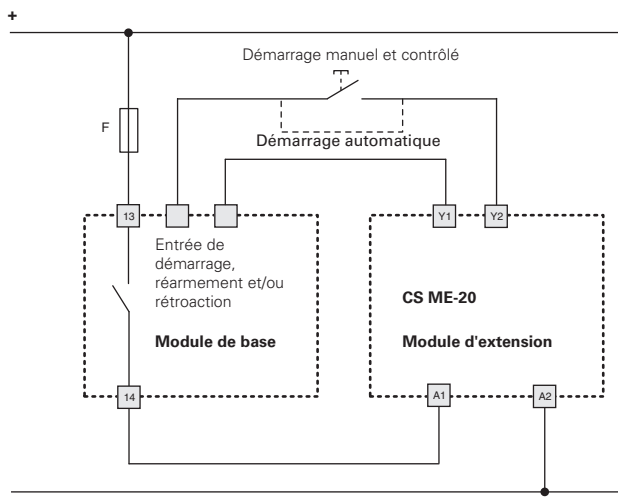 +
Démarrage manuel et contrôlé
F
Démarrage automatique
13
Y1
Y2
Entrée de
démarrage,
réarmement et/ou
rétroaction
CS ME-20
Module de base
Module d'extension
14
A1
A2